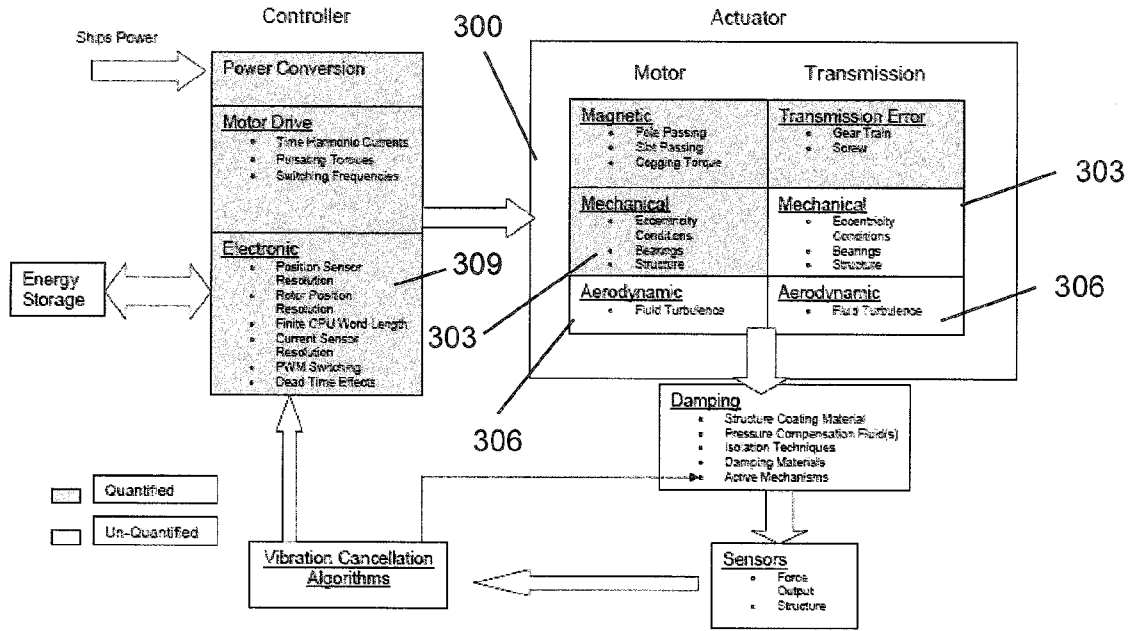 Controller
Actuator
Ships Power
300
Power Conversion
Motor Drive
Time Harmonic Currents
Pulsating Torques
Switching Frequencies
Electronic
Position Sensor
Resolution
Rotor Position
Resolution
Finite CPU Word Length
Current Sensor
Resolution
PWM Switching
Dead Time Effects
309
Energy
Storage
Motor
Transmission
Magnetic
Pole Passing
Slot Passing
Cogging Torque
Transmission Error
Gear Train
Screw
303
Mechanical
Eccentricity
Conditions
Bearings
Structure
Mechanical
Eccentricity
Conditions
Bearings
Structure
303
Aerodynamic
Fluid Turbulence
Aerodynamic
Fluid Turbulence
306
306
Damping
Structure Coating Material
Pressure Compensation Fluid(s)
Isolation Techniques
Damping Materials
Active Mechanisms
Quantified
Un-Quantified
Vibration Cancellation
Algorithms
Sensors
Force
Output
Structure